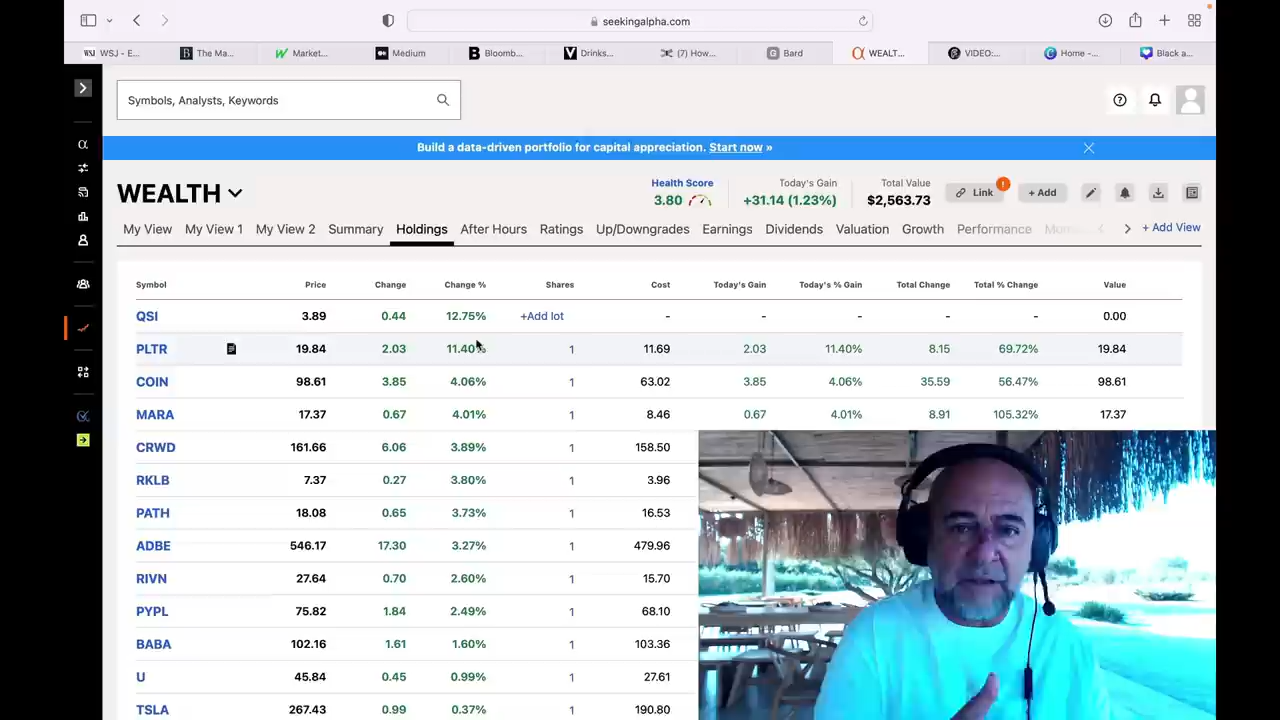 seekingalpha.com
WSJ - E... The Ma... Market... Medium Bloomb... Drinks... (7) How... Bard WEALT... VIDEO:... Home -... Black a...
Symbols, Analysts, Keywords
Build a data-driven portfolio for capital appreciation. Start now »
WEALTH
Health Score Today's Gain Total Value
3.80 +31.14 (1.23%) $2,563.73 Link ! + Add
My View My View 1 My View 2 Summary Holdings After Hours Ratings Up/Downgrades Earnings Dividends Valuation Growth Performance + Add View
Symbol Price Change Change % Shares Cost Today's Gain Today's % Gain Total Change Total % Change Value
QSI 3.89 0.44 12.75% +Add lot - - - - - 0.00
PLTR 19.84 2.03 11.40% 1 11.69 2.03 11.40% 8.15 69.72% 19.84
COIN 98.61 3.85 4.06% 1 63.02 3.85 4.06% 35.59 56.47% 98.61
MARA 17.37 0.67 4.01% 1 8.46 0.67 4.01% 8.91 105.32% 17.37
CRWD 161.66 6.06 3.89% 1 158.50
RKLB 7.37 0.27 3.80% 1 3.96
PATH 18.08 0.65 3.73% 1 16.53
ADBE 546.17 17.30 3.27% 1 479.96
RIVN 27.64 0.70 2.60% 1 15.70
PYPL 75.82 1.84 2.49% 1 68.10
BABA 102.16 1.61 1.60% 1 103.36
U 45.84 0.45 0.99% 1 27.61
TSLA 267.43 0.99 0.37% 1 190.80